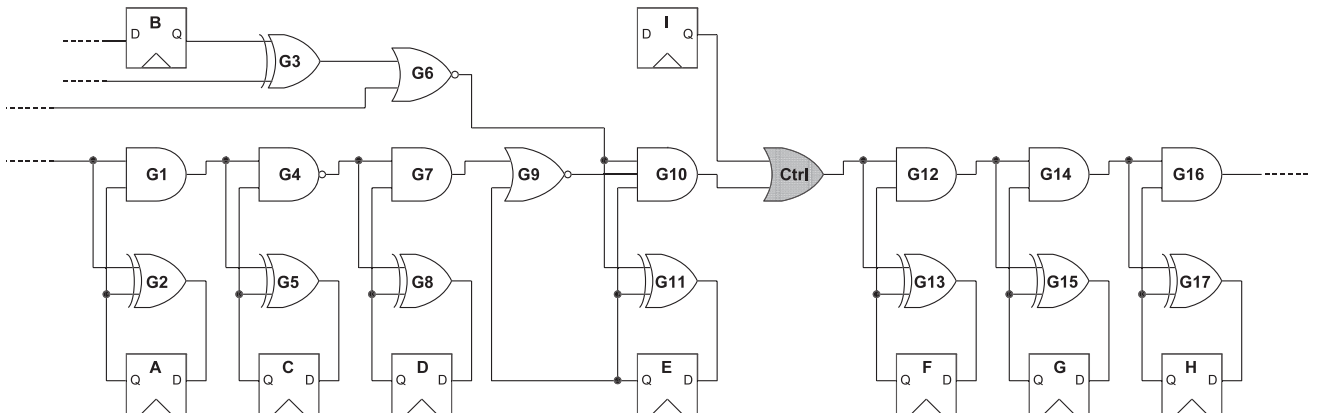 B
D Q
G3
G6
I
D Q
G1
G4
G7
G9
G10
Ctrl
G12
G14
G16
G2
G5
G8
G11
G13
G15
G17
A
Q D
C
Q D
D
Q D
E
Q D
F
Q D
G
Q D
H
Q D